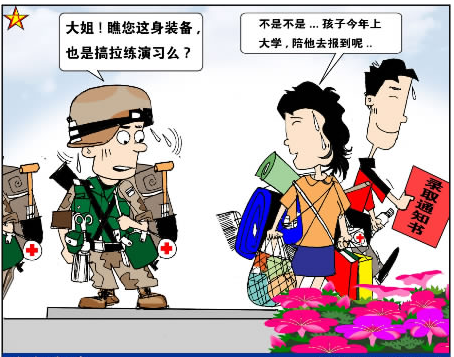 大姐！瞧您这身装备，
也是搞拉练演习么？
不是不是 ... 孩子今年上
大学，陪他去报到呢 ..
录取通知书